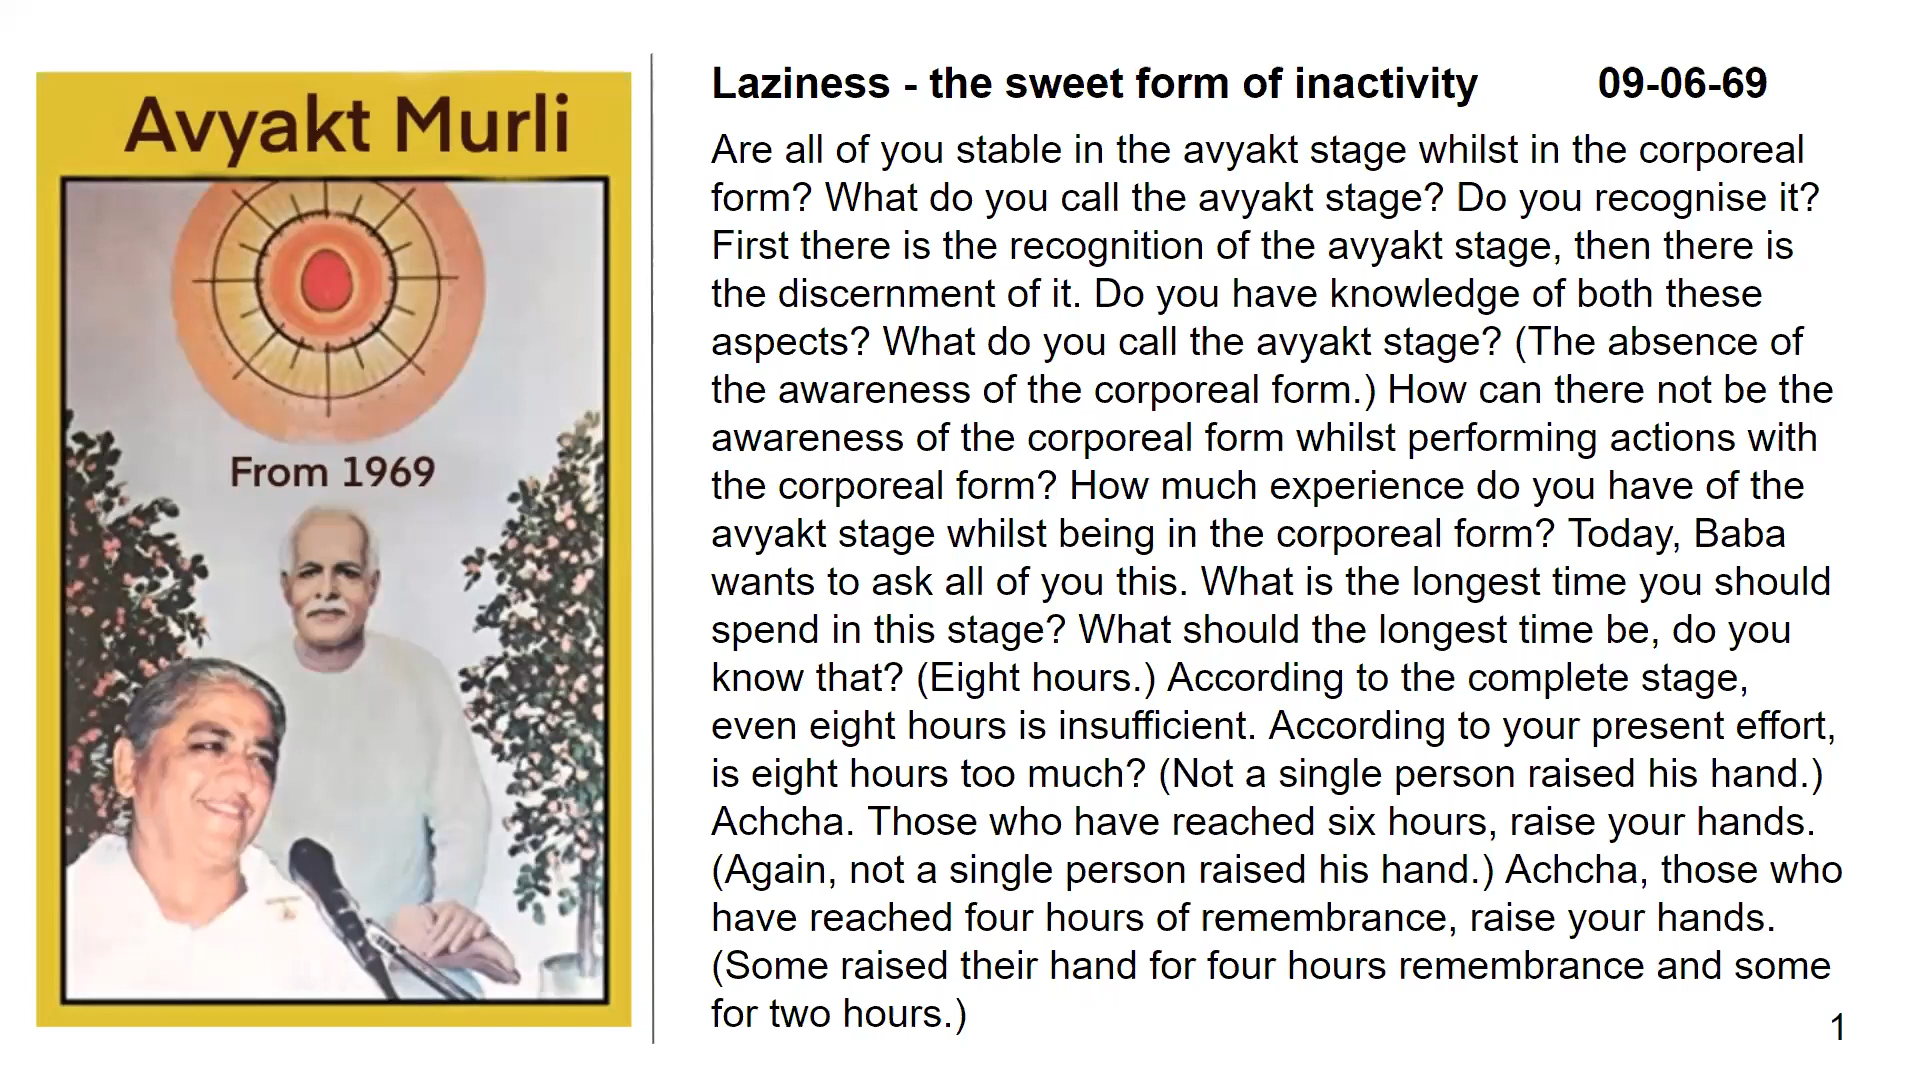 Avyakt Murli
From 1969
Laziness - the sweet form of inactivity 09-06-69
Are all of you stable in the avyakt stage whilst in the corporeal
form? What do you call the avyakt stage? Do you recognise it?
First there is the recognition of the avyakt stage, then there is
the discernment of it. Do you have knowledge of both these
aspects? What do you call the avyakt stage? (The absence of
the awareness of the corporeal form.) How can there not be the
awareness of the corporeal form whilst performing actions with
the corporeal form? How much experience do you have of the
avyakt stage whilst being in the corporeal form? Today, Baba
wants to ask all of you this. What is the longest time you should
spend in this stage? What should the longest time be, do you
know that? (Eight hours.) According to the complete stage,
even eight hours is insufficient. According to your present effort,
is eight hours too much? (Not a single person raised his hand.)
Achcha. Those who have reached six hours, raise your hands.
(Again, not a single person raised his hand.) Achcha, those who
have reached four hours of remembrance, raise your hands.
(Some raised their hand for four hours remembrance and some
for two hours.)
1